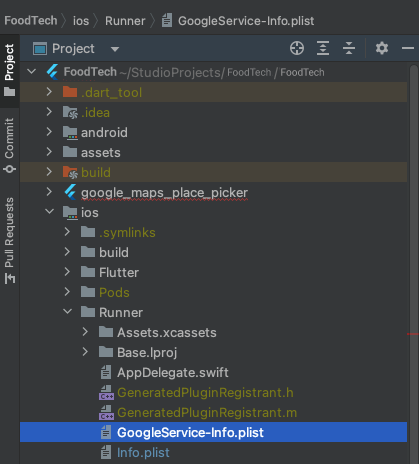 FoodTech ios Runner GoogleService-Info.plist
Project
Project
Commit
Pull Requests
FoodTech ~/StudioProjects/FoodTech/FoodTech
.dart_tool
.idea
android
assets
build
google_maps_place_picker
ios
.symlinks
build
Flutter
Pods
Runner
Assets.xcassets
Base.lproj
AppDelegate.swift
GeneratedPluginRegistrant.h
GeneratedPluginRegistrant.m
GoogleService-Info.plist
Info.plist